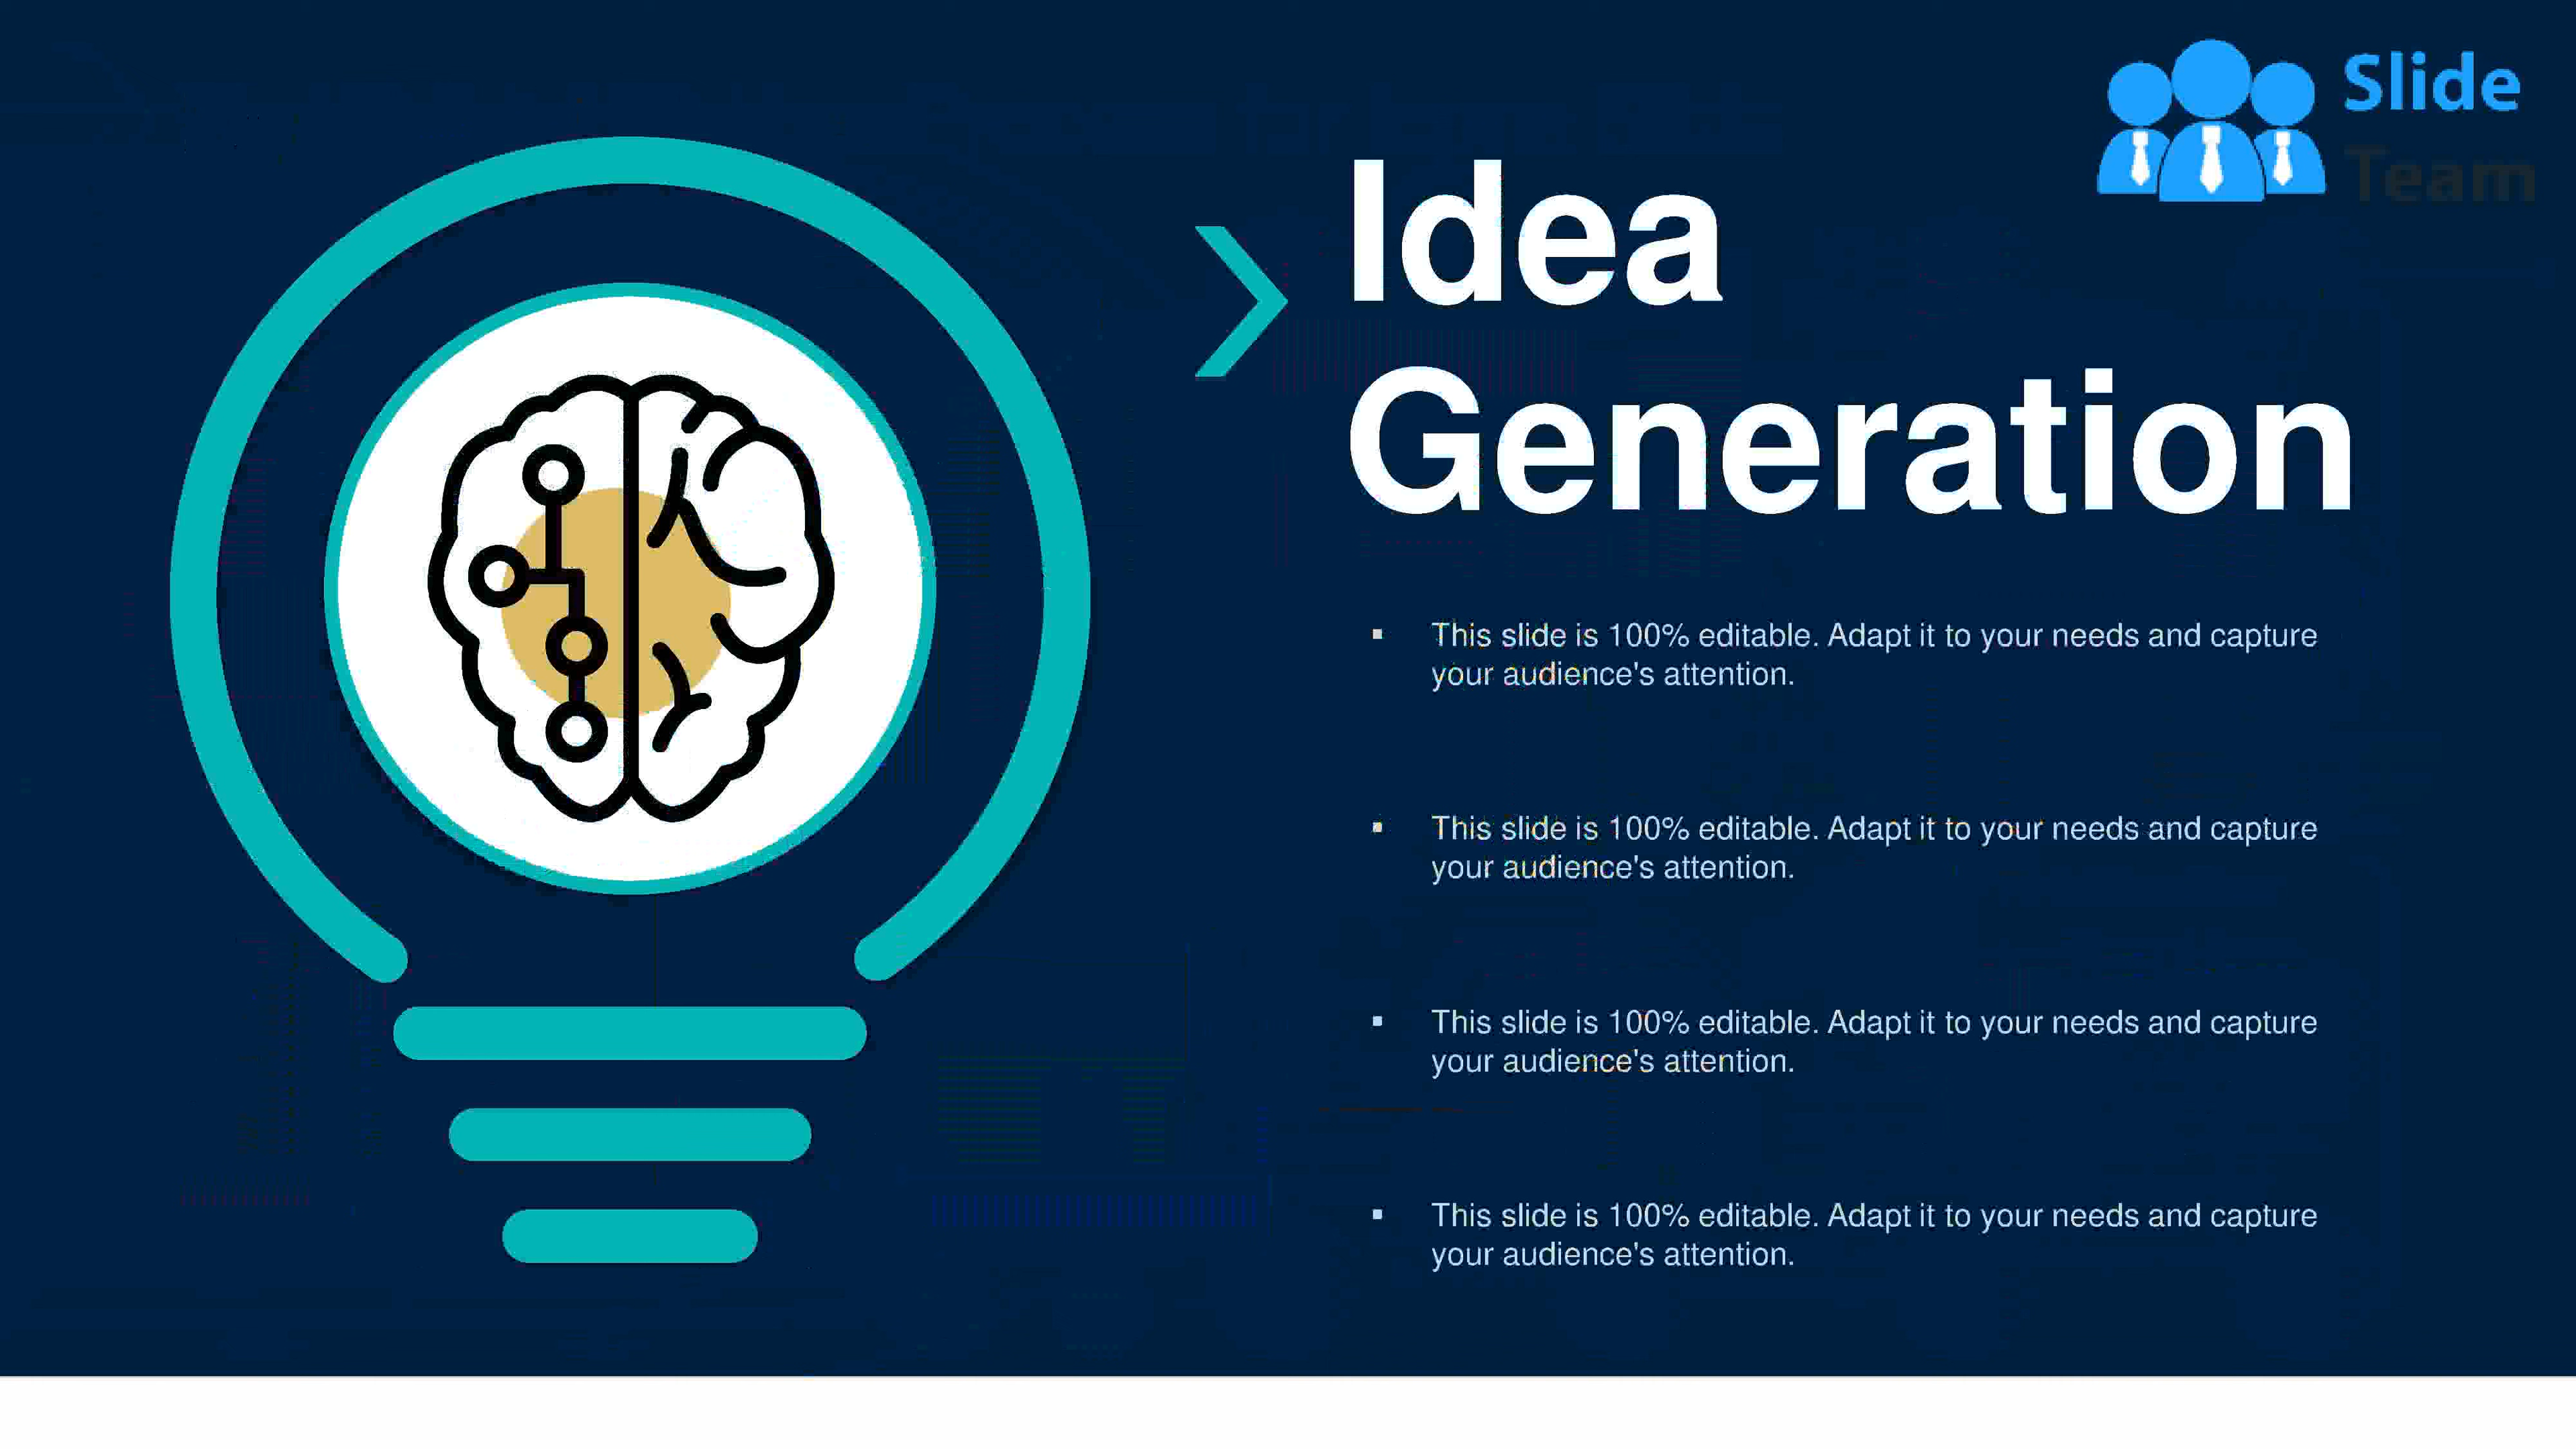 Slide
Team
Idea
Generation
▪ This slide is 100% editable. Adapt it to your needs and capture
your audience's attention.
▪ This slide is 100% editable. Adapt it to your needs and capture
your audience's attention.
▪ This slide is 100% editable. Adapt it to your needs and capture
your audience's attention.
▪ This slide is 100% editable. Adapt it to your needs and capture
your audience's attention.